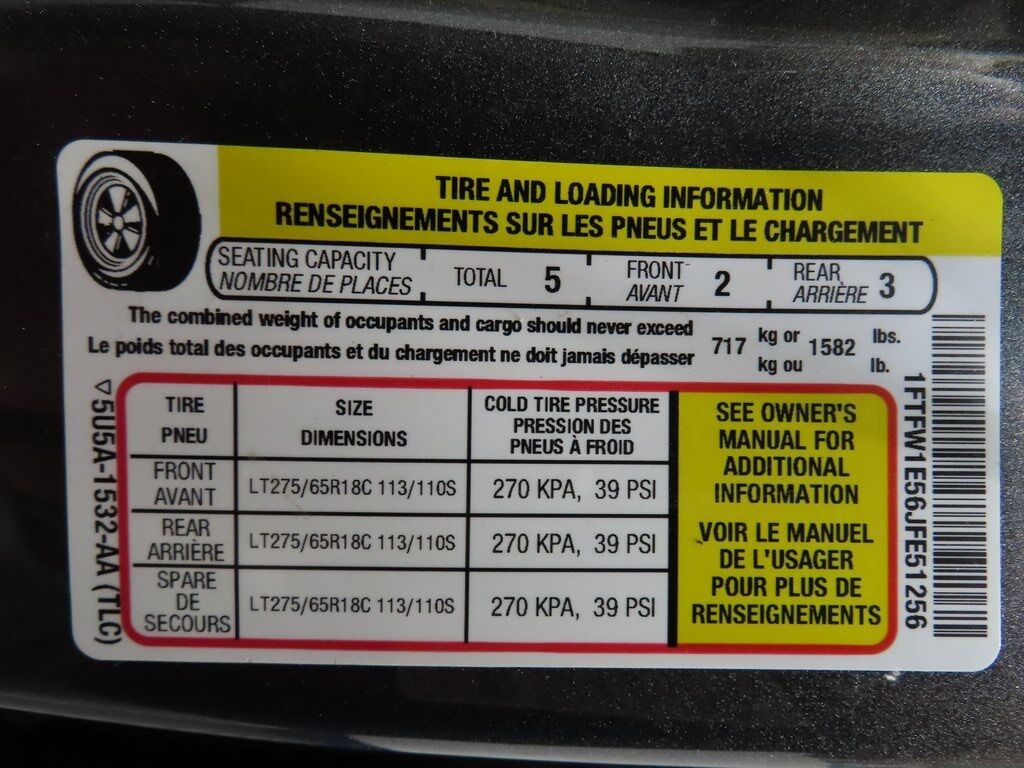 TIRE AND LOADING INFORMATION
RENSEIGNEMENTS SUR LES PNEUS ET LE CHARGEMENT
SEATING CAPACITY
NOMBRE DE PLACES
TOTAL 5
FRONT
AVANT
2
REAR
ARRIÈRE
3
The combined weight of occupants and cargo should never exceed
Le poids total des occupants et du chargement ne doit jamais dépasser
717
kg or
kg ou
1582
lbs.
lb.
TIRE
PNEU
SIZE
DIMENSIONS
COLD TIRE PRESSURE
PRESSION DES
PNEUS À FROID
FRONT
AVANT
LT275/65R18C 113/110S
270 KPA, 39 PSI
REAR
ARRIÈRE
LT275/65R18C 113/110S
270 KPA, 39 PSI
SPARE
DE
SECOURS
LT275/65R18C 113/110S
270 KPA, 39 PSI
SEE OWNER'S
MANUAL FOR
ADDITIONAL
INFORMATION
VOIR LE MANUEL
DE L'USAGER
POUR PLUS DE
RENSEIGNEMENTS
5U5A-1532-AA (TLC)
1FTFW1E56JFE51256